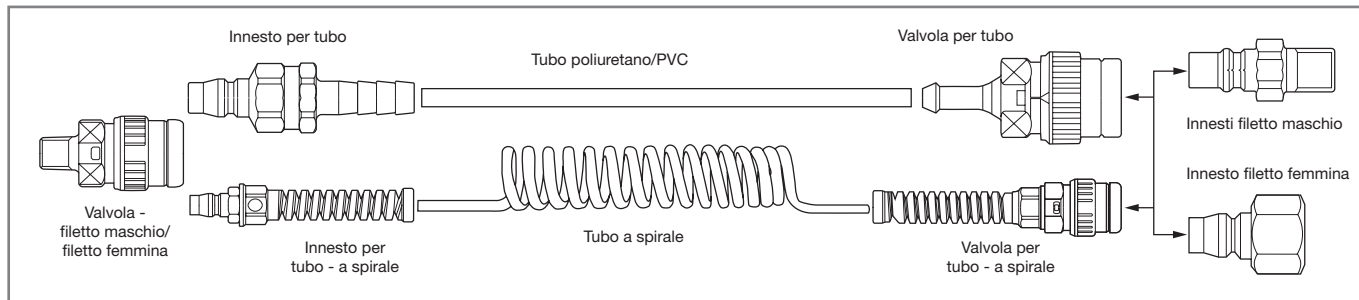 Innesto per tubo
Tubo poliuretano/PVC
Valvola per tubo
Innesti filetto maschio
Innesto filetto femmina
Valvola -
filetto maschio/
filetto femmina
Innesto per
tubo - a spirale
Tubo a spirale
Valvola per
tubo - a spirale